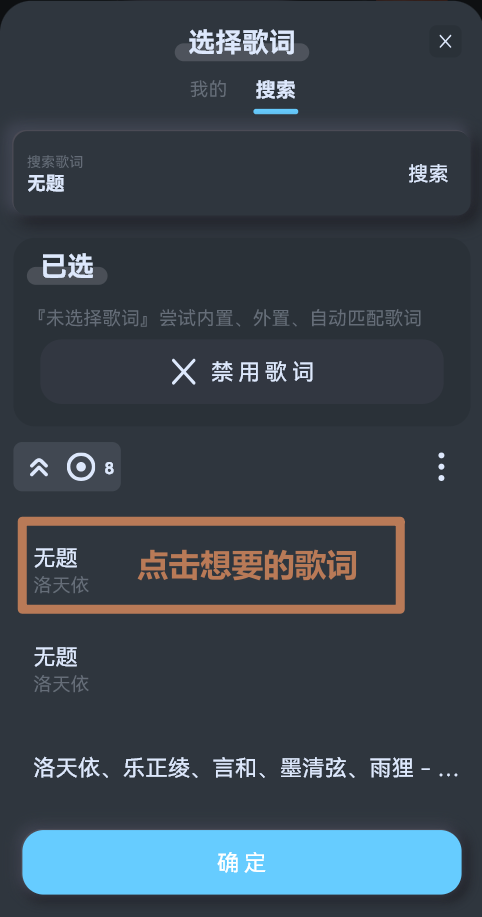 选择歌词
我的 搜索
搜索歌词
无题
搜索
已选
『未选择歌词』尝试内置、外置、自动匹配歌词
禁用歌词
8
无题
洛天依
点击想要的歌词
无题
洛天依
洛天依、乐正绫、言和、墨清弦、雨狸 - ...
确定